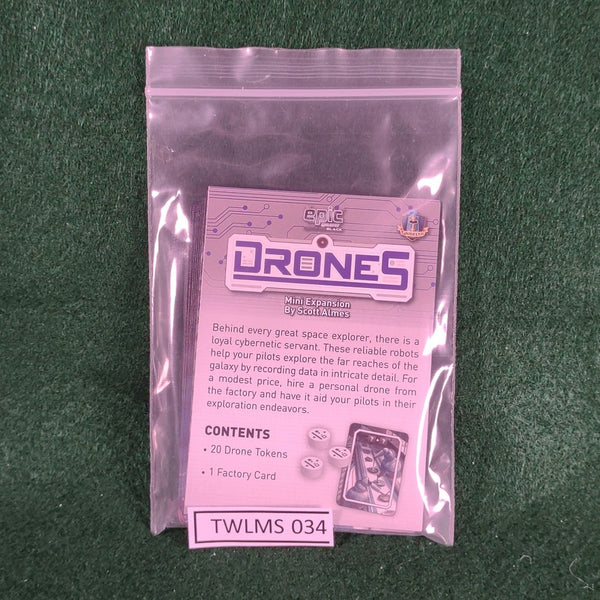 epic
BLACK
DRONES
Mini Expansion
By Scott Almes
Behind every great space explorer, there is a
loyal cybernetic servant. These reliable robots
help your pilots explore the far reaches of the
galaxy by recording data in intricate detail. For
a modest price, hire a personal drone from
the factory and have it aid your pilots in their
exploration endeavors.
CONTENTS
• 20 Drone Tokens
• 1 Factory Card
TWLMS 034